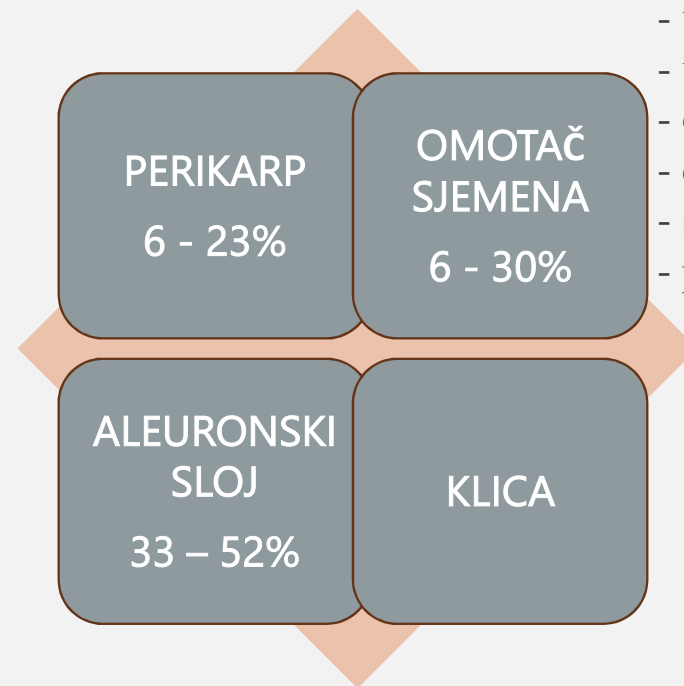 PERIKARP
6 - 23%
OMOTAČ
SJEMENA
6 - 30%
ALEURONSKI
SLOJ
33 – 52%
KLICA